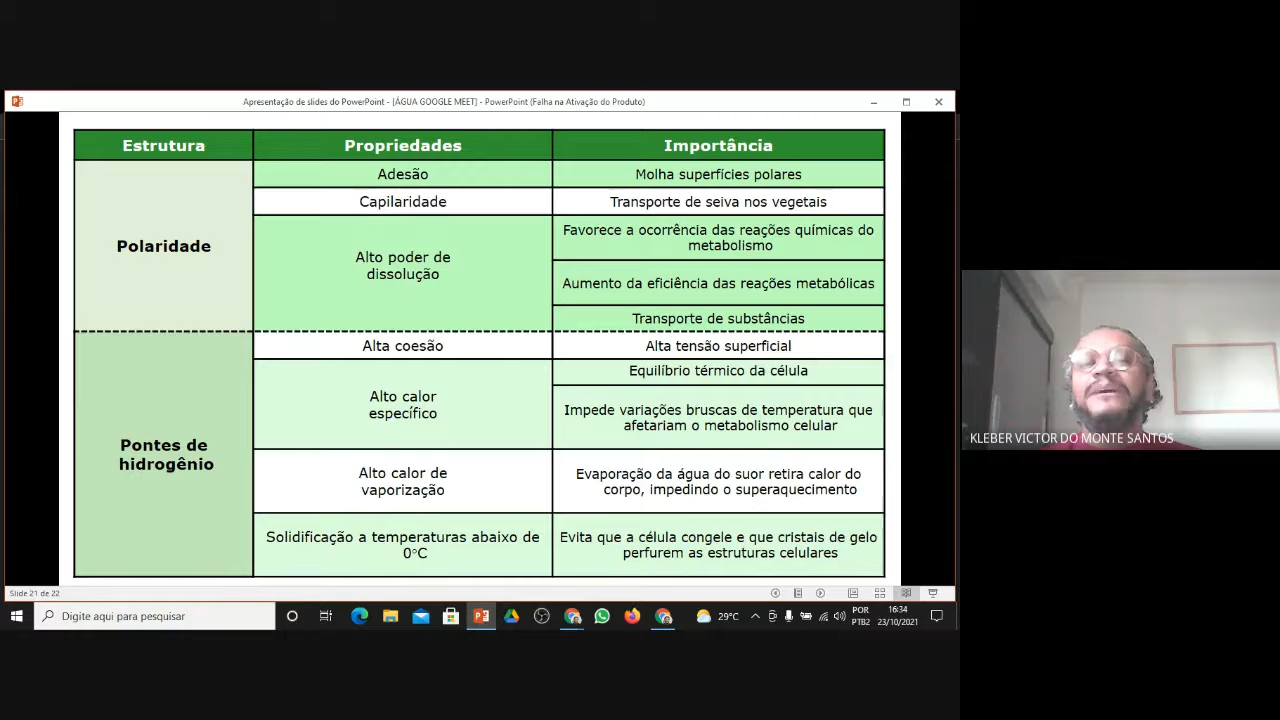 Apresentação de slides do PowerPoint - [ÁGUA GOOGLE MEET] - PowerPoint (Falha na Ativação do Produto)
Estrutura
Propriedades
Importância
Polaridade
Adesão
Molha superfícies polares
Capilaridade
Transporte de seiva nos vegetais
Alto poder de
dissolução
Favorece a ocorrência das reações químicas do
metabolismo
Aumento da eficiência das reações metabólicas
Transporte de substâncias
Pontes de
hidrogênio
Alta coesão
Alta tensão superficial
Alto calor
específico
Equilíbrio térmico da célula
Impede variações bruscas de temperatura que
afetariam o metabolismo celular
Alto calor de
vaporização
Evaporação da água do suor retira calor do
corpo, impedindo o superaquecimento
Solidificação a temperaturas abaixo de
0°C
Evita que a célula congele e que cristais de gelo
perfurem as estruturas celulares
KLEBER VICTOR DO MONTE SANTOS
Slide 21 de 22
Digite aqui para pesquisar
29°C
POR
PTB2
16:34
23/10/2021